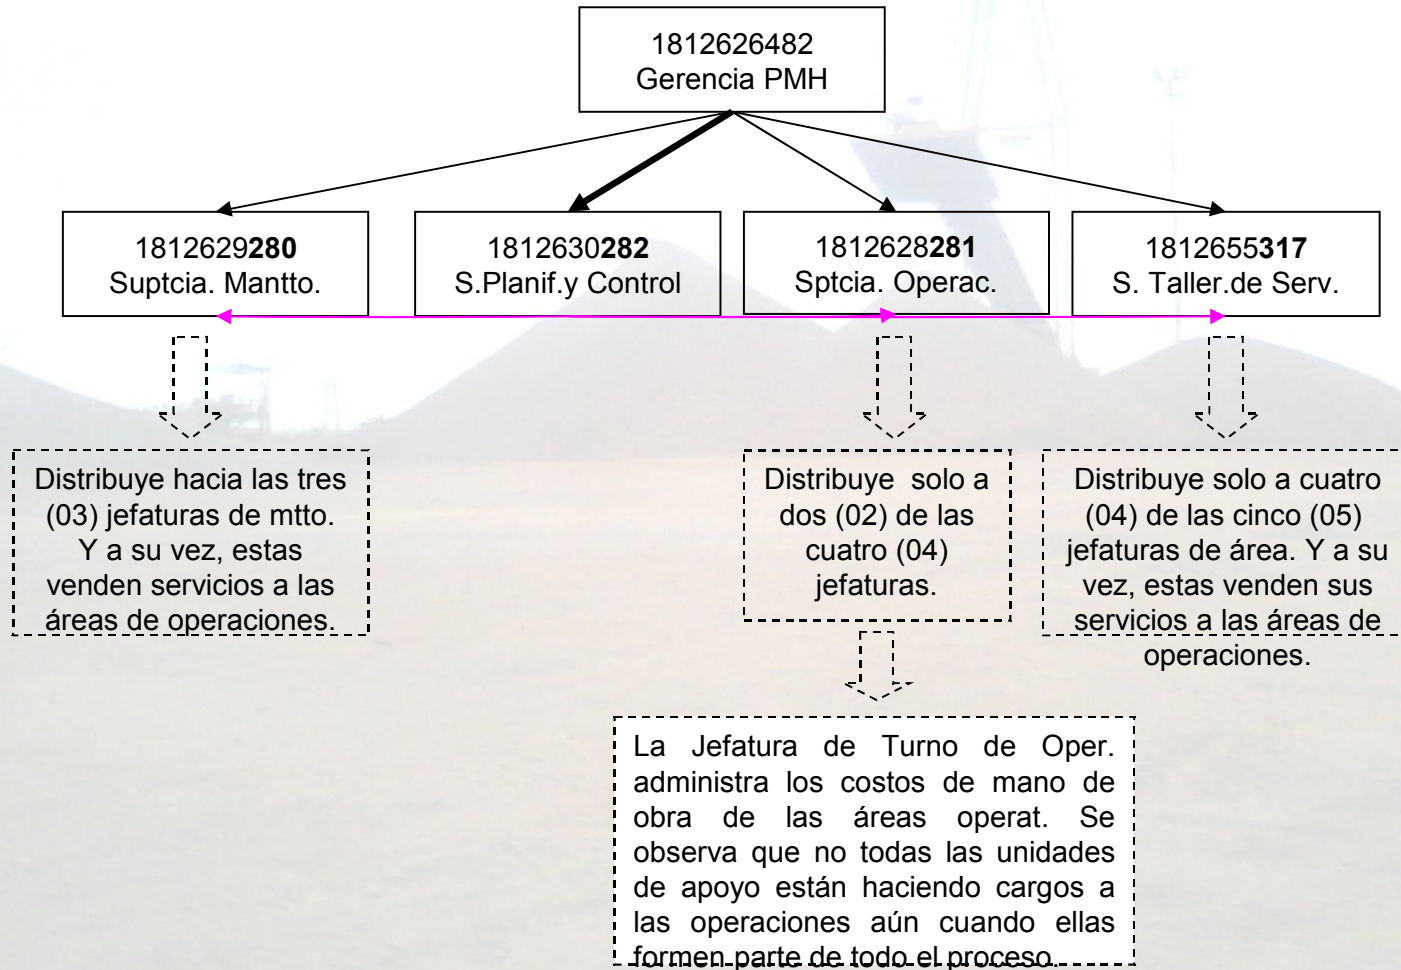 1812626482
Gerencia PMH
1812629280
Suptcia. Mantto.
1812630282
S.Planif.y Control
1812628281
Sptcia. Operac.
1812655317
S. Taller.de Serv.
Distribuye hacia las tres
(03) jefaturas de mtto.
Y a su vez, estas
venden servicios a las
áreas de operaciones.
Distribuye solo a
dos (02) de las
cuatro (04)
jefaturas.
Distribuye solo a cuatro
(04) de las cinco (05)
jefaturas de área. Y a su
vez, estas venden sus
servicios a las áreas de
operaciones.
La Jefatura de Turno de Oper.
administra los costos de mano de
obra de las áreas operat. Se
observa que no todas las unidades
de apoyo están haciendo cargos a
las operaciones aún cuando ellas
formen parte de todo el proceso.